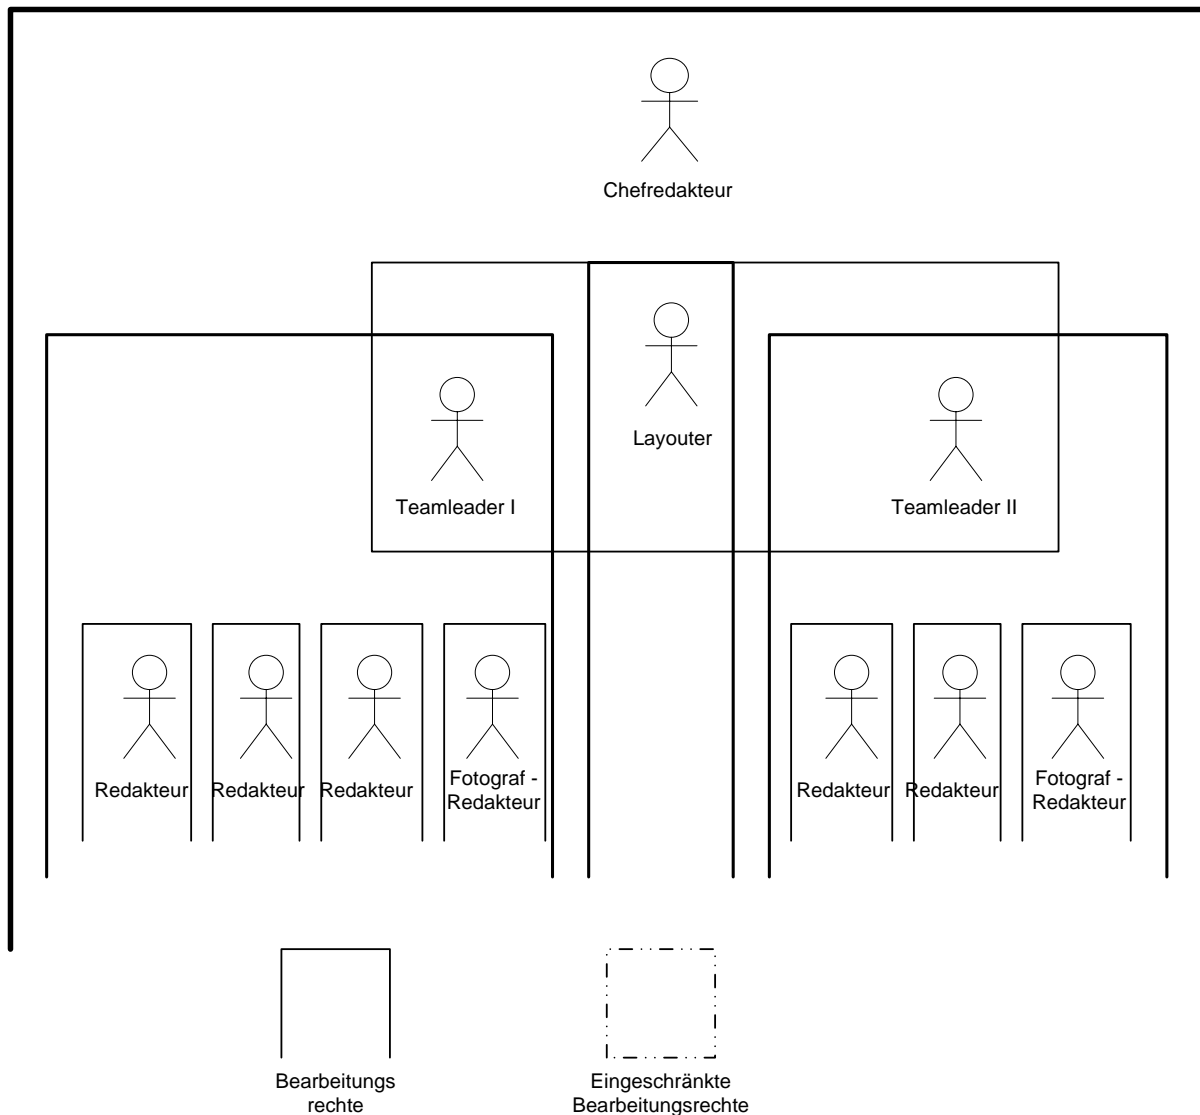 Chefredakteur
Layouter
Teamleader I
Teamleader II
Redakteur
Redakteur
Redakteur
Fotograf -
Redakteur
Redakteur
Redakteur
Fotograf -
Redakteur
Bearbeitungs
rechte
Eingeschränkte
Bearbeitungsrechte